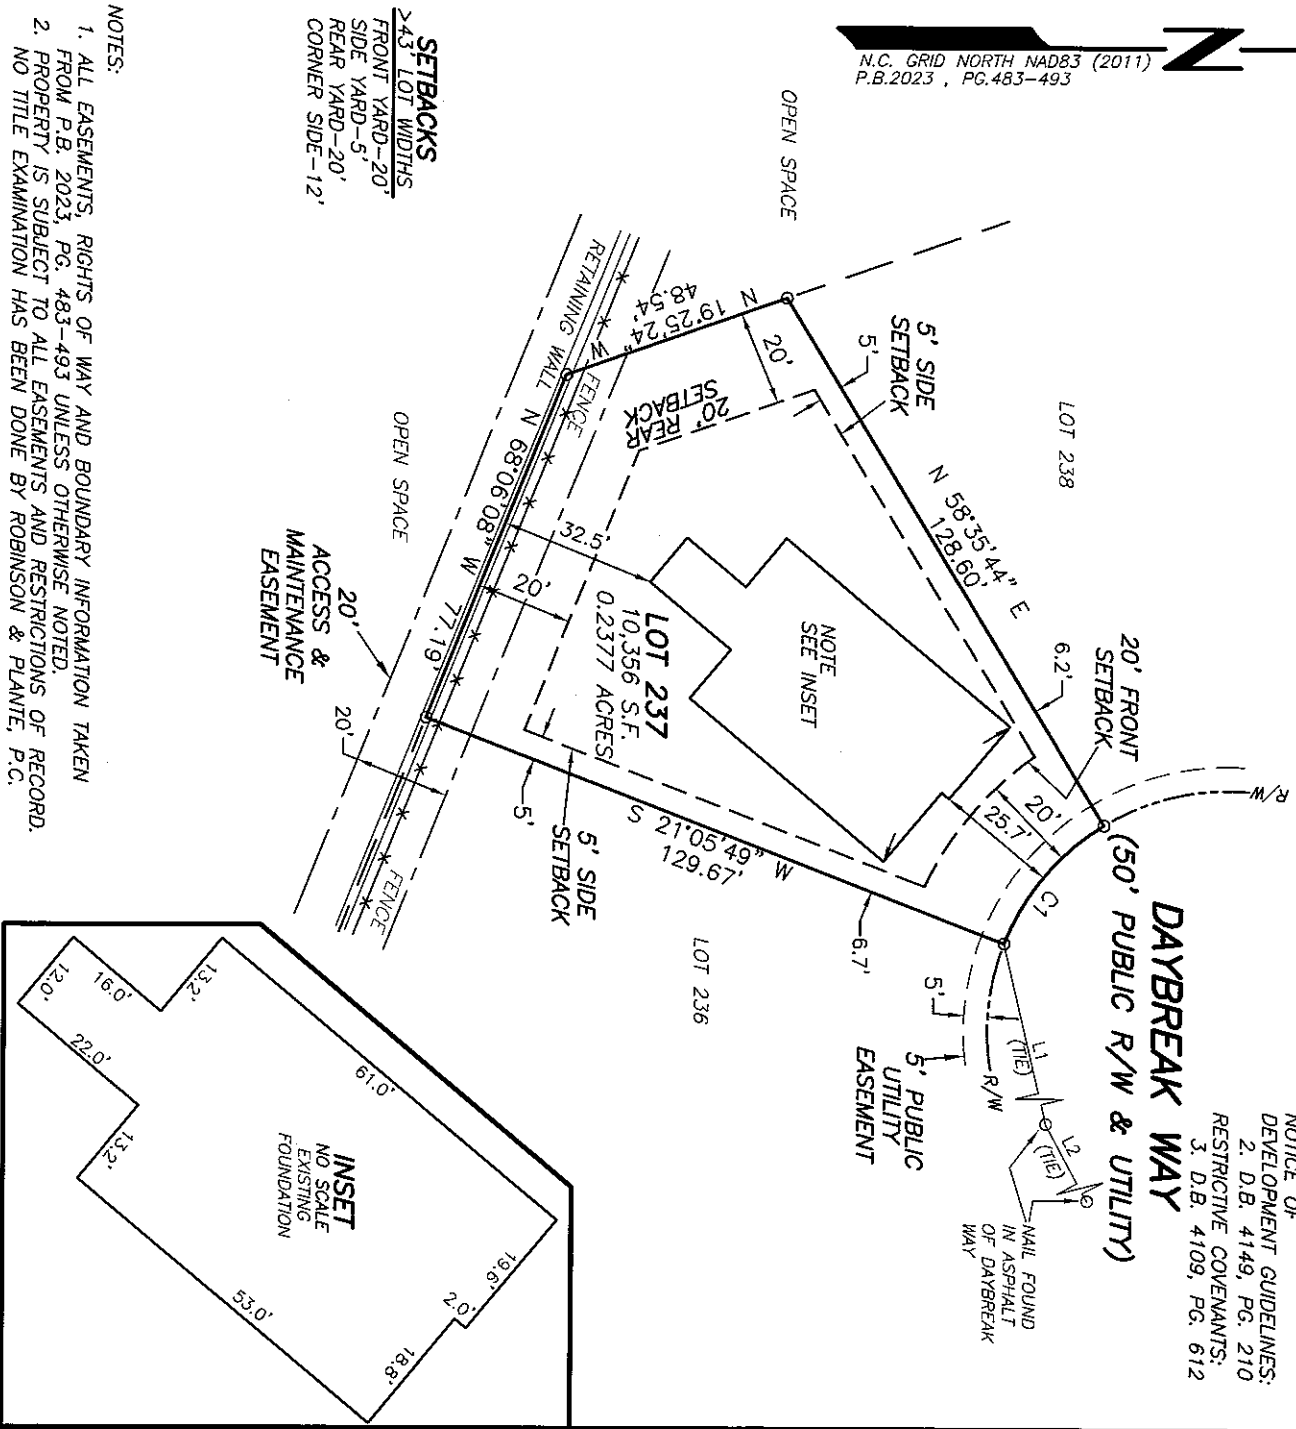 N.C. GRID NORTH NAD83 (2011)
P.B.2023 , PG.483-493
N
NOTICE OF
DEVELOPMENT GUIDELINES:
2. D.B. 4149, PG. 210
RESTRICTIVE COVENANTS:
3. D.B. 4109, PG. 612
DAYBREAK WAY
(50' PUBLIC R/W & UTILITY)
R/W
R/W
C1
L1
(TIE)
L2
(TIE)
NAIL FOUND
IN ASPHALT
OF DAYBREAK
WAY
5' PUBLIC
UTILITY
EASEMENT
5'
20' FRONT
SETBACK
6.2'
20'
25.7'
6.7'
LOT 238
N 58°35'44" E
128.60'
5' SIDE
SETBACK
5'
OPEN SPACE
N 19°25'24" W
48.54'
20'
20' REAR
SETBACK
NOTE
SEE INSET
LOT 237
10,356 S.F.
0.2377 ACRES
32.5'
20'
S 21°05'49" W
129.67'
LOT 236
5'
5' SIDE
SETBACK
RETAINING WALL
FENCE
N 68°06'08" W 77.19'
FENCE
OPEN SPACE
20'
ACCESS &
MAINTENANCE
EASEMENT
20'
SETBACKS
>43' LOT WIDTHS
FRONT YARD-20'
SIDE YARD-5'
REAR YARD-20'
CORNER SIDE-12'
NOTES:
1. ALL EASEMENTS, RIGHTS OF WAY AND BOUNDARY INFORMATION TAKEN
FROM P.B. 2023, PG. 483-493 UNLESS OTHERWISE NOTED.
2. PROPERTY IS SUBJECT TO ALL EASEMENTS AND RESTRICTIONS OF RECORD.
NO TITLE EXAMINATION HAS BEEN DONE BY ROBINSON & PLANTE, P.C.
INSET
NO SCALE
EXISTING
FOUNDATION
61.0'
19.6'
2.0'
18.8'
53.0'
13.2'
22.0'
12.0'
16.0'
13.2'